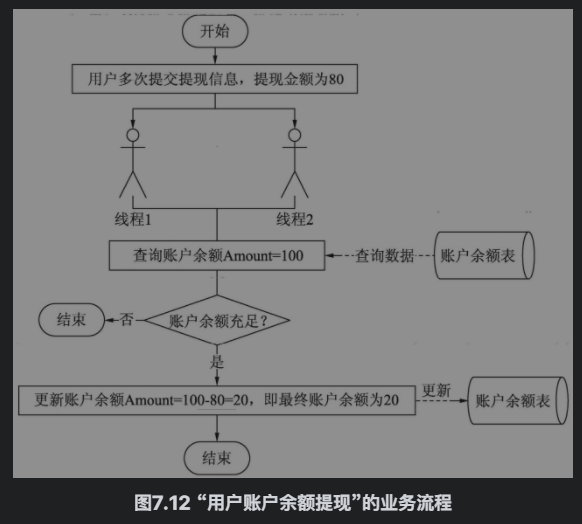 开始
用户多次提交提现信息，提现金额为80
线程1
线程2
查询账户余额Amount=100
查询数据
账户余额表
结束
否
账户余额充足？
是
更新账户余额Amount=100-80=20，即最终账户余额为20
更新
账户余额表
结束
图7.12 “用户账户余额提现”的业务流程